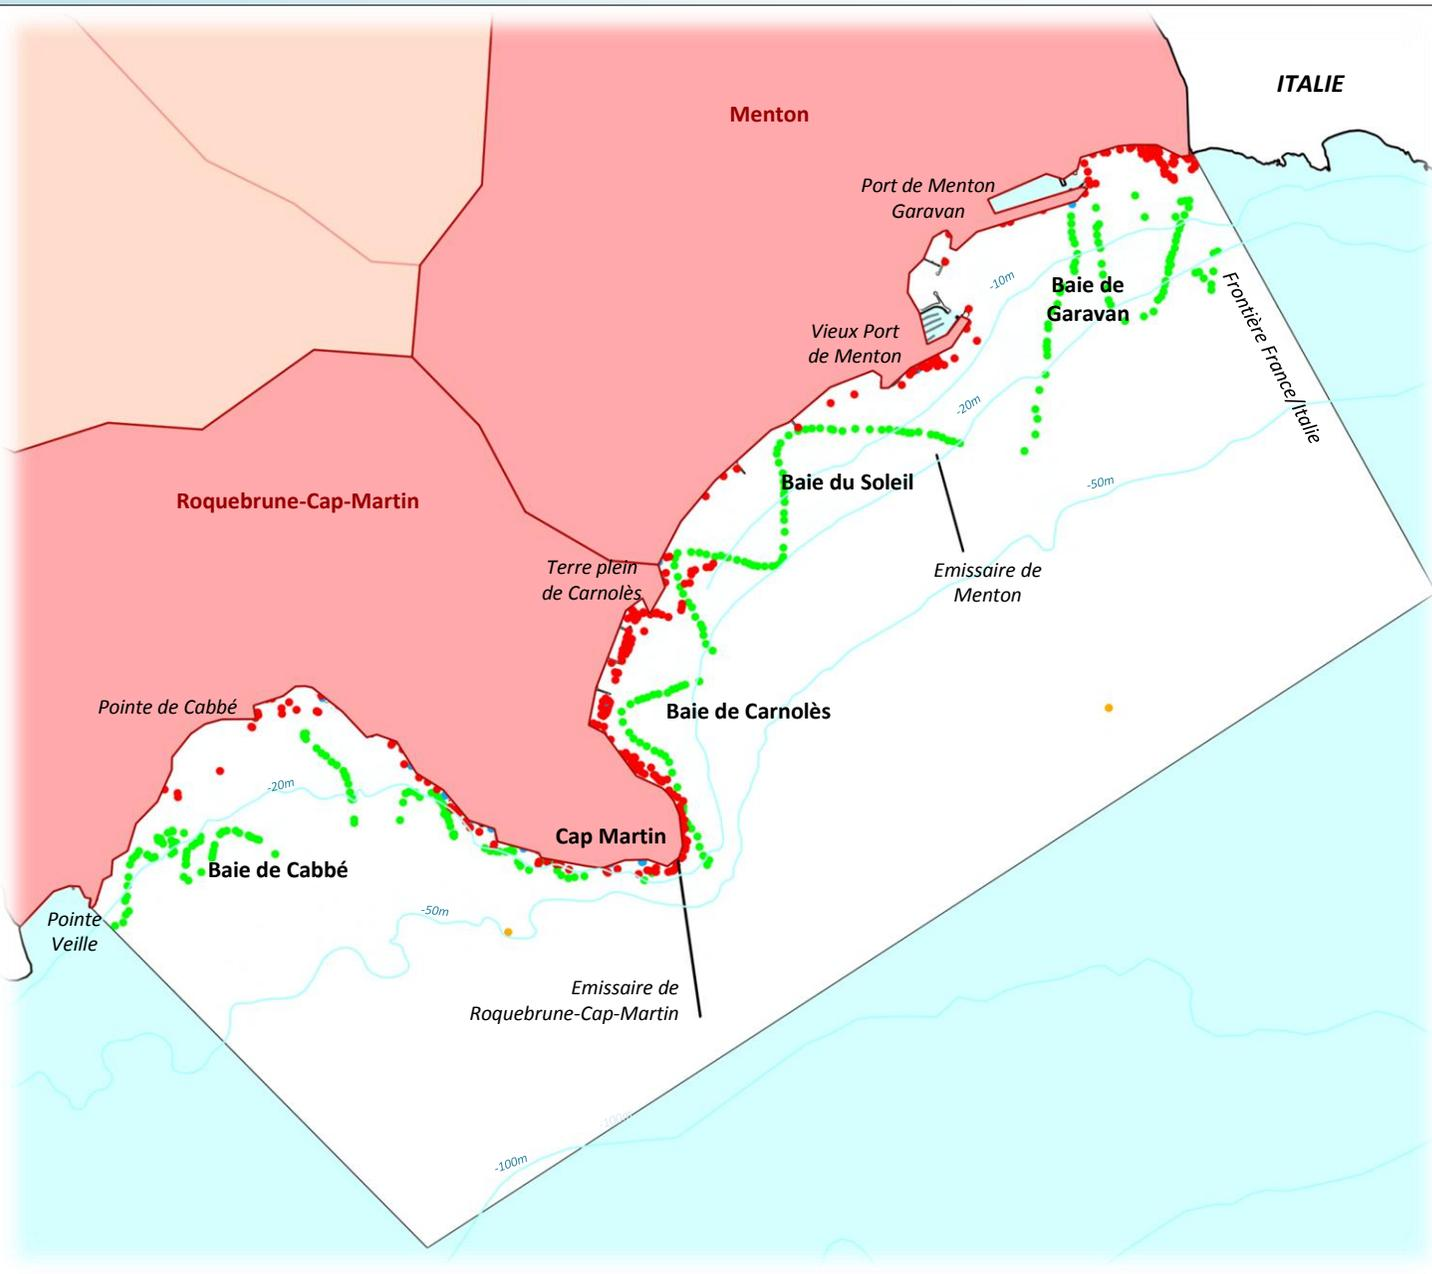 ITALIE
Menton
Port de Menton
Garavan
-10m
Baie de
Garavan
Frontière France/Italie
Vieux Port
de Menton
-20m
Baie du Soleil
-50m
Roquebrune-Cap-Martin
Terre plein
de Carnolès
Emissaire de
Menton
Pointe de Cabbé
Baie de Carnolès
-20m
Cap Martin
Baie de Cabbé
Pointe
Veille
-50m
Emissaire de
Roquebrune-Cap-Martin
-100m
-100m